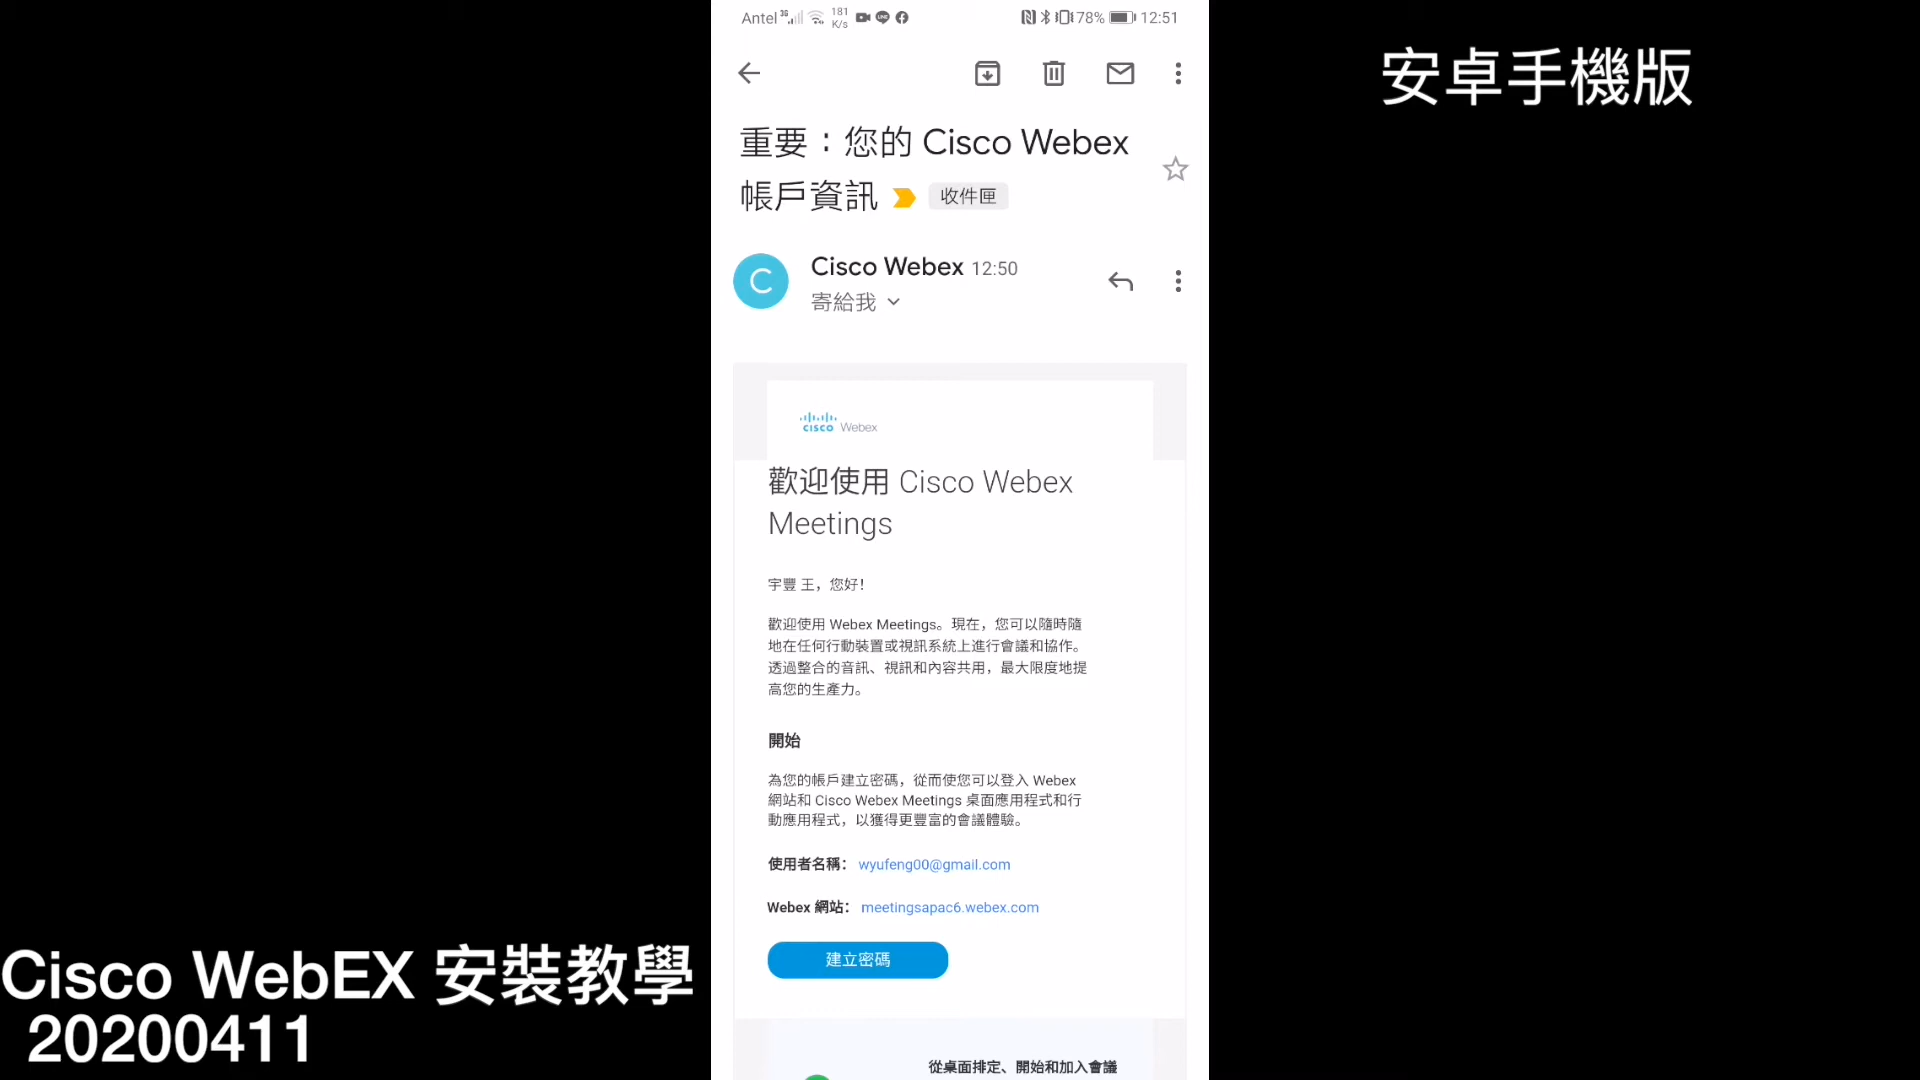 Antel 3G 181 K/s 78% 12:51
安卓手機版
重要：您的 Cisco Webex
帳戶資訊 收件匣
C Cisco Webex 12:50
寄給我
CISCO Webex
歡迎使用 Cisco Webex
Meetings
宇豐 王，您好！
歡迎使用 Webex Meetings。現在，您可以隨時隨
地在任何行動裝置或視訊系統上進行會議和協作。
透過整合的音訊、視訊和內容共用，最大限度地提
高您的生產力。
開始
為您的帳戶建立密碼，從而使您可以登入 Webex
網站和 Cisco Webex Meetings 桌面應用程式和行
動應用程式，以獲得更豐富的會議體驗。
使用者名稱： wyufeng00@gmail.com
Webex 網站： meetingsapac6.webex.com
建立密碼
從桌面排定、開始和加入會議
Cisco WebEX 安裝教學
20200411